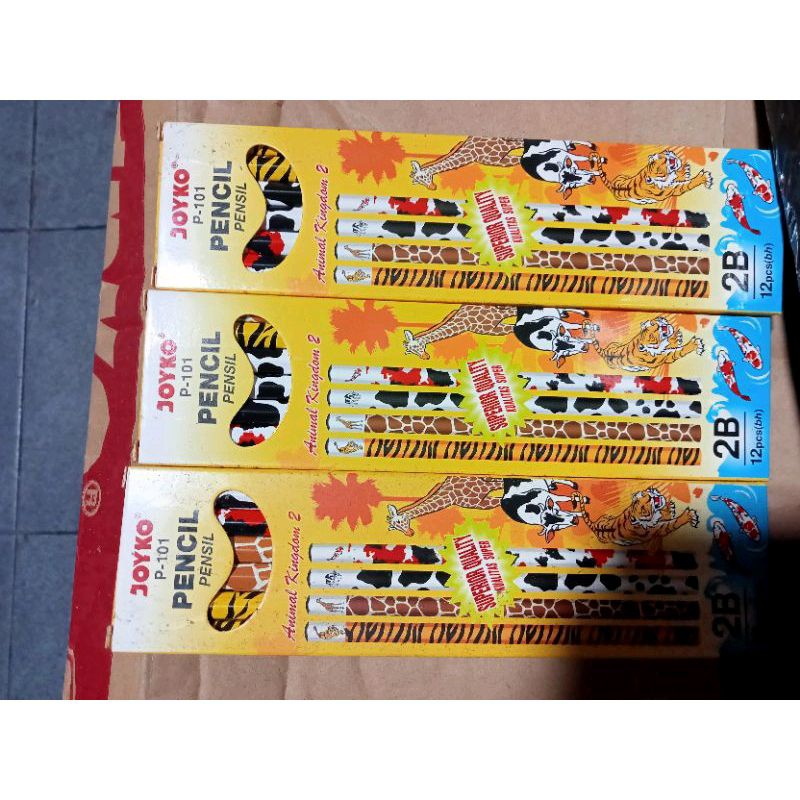 JOYKO®
P-101
PENCIL
PENSIL
Animal Kingdom 2
SUPERIOR QUALITY
KUALITAS SUPER
2B
12pcs(bh)
JOYKO®
P-101
PENCIL
PENSIL
Animal Kingdom 2
SUPERIOR QUALITY
KUALITAS SUPER
2B
12pcs(bh)
JOYKO®
P-101
PENCIL
PENSIL
Animal Kingdom 2
SUPERIOR QUALITY
KUALITAS SUPER
2B